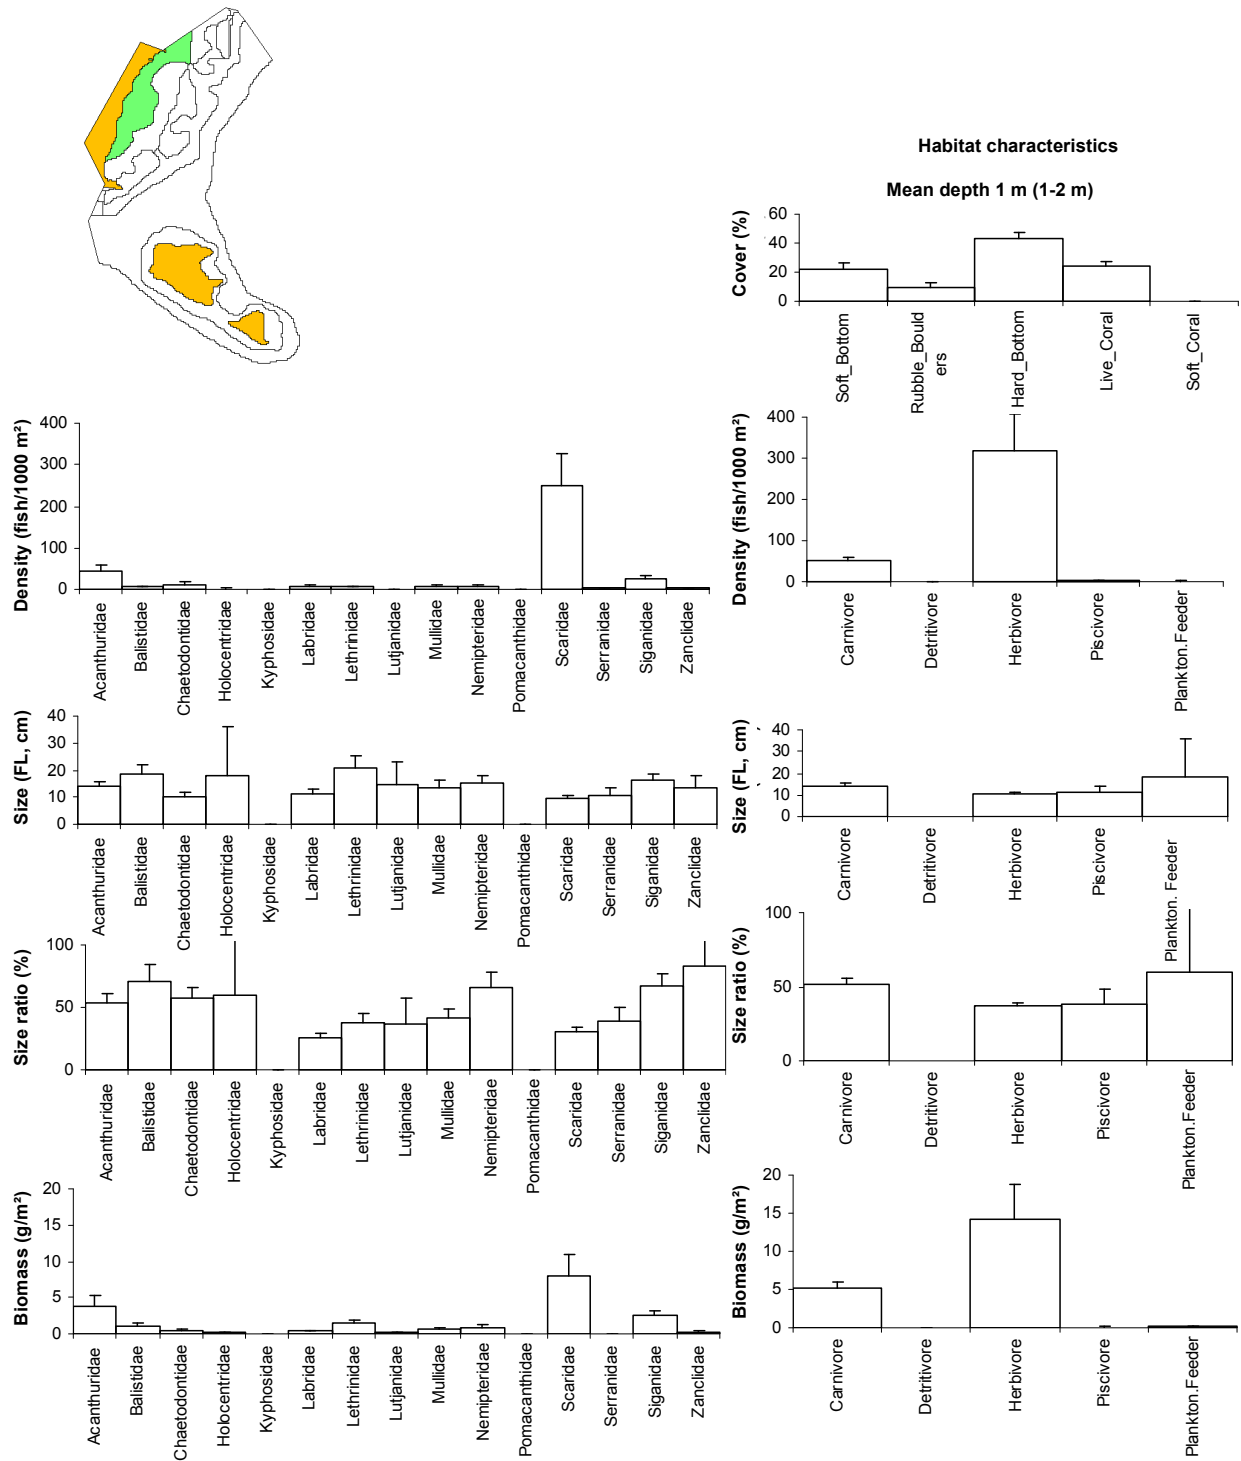 Habitat characteristics
Mean depth 1 m (1-2 m)
Cover (%)
60
40
20
0
Soft_Bottom
Rubble_Bould
ers
Hard_Bottom
Live_Coral
Soft_Coral
Density (fish/1000 m²)
400
300
200
100
0
Acanthuridae
Balistidae
Chaetodontidae
Holocentridae
Kyphosidae
Labridae
Lethrinidae
Lutjanidae
Mullidae
Nemipteridae
Pomacanthidae
Scaridae
Serranidae
Siganidae
Zanclidae
Density (fish/1000 m²)
400
300
200
100
0
Carnivore
Detritivore
Herbivore
Piscivore
Plankton.Feeder
Size (FL, cm)
40
30
20
10
0
Acanthuridae
Balistidae
Chaetodontidae
Holocentridae
Kyphosidae
Labridae
Lethrinidae
Lutjanidae
Mullidae
Nemipteridae
Pomacanthidae
Scaridae
Serranidae
Siganidae
Zanclidae
Size (FL, cm)
40
30
20
10
0
Carnivore
Detritivore
Herbivore
Piscivore
Plankton. Feeder
Size ratio (%)
100
50
0
Acanthuridae
Balistidae
Chaetodontidae
Holocentridae
Kyphosidae
Labridae
Lethrinidae
Lutjanidae
Mullidae
Nemipteridae
Pomacanthidae
Scaridae
Serranidae
Siganidae
Zanclidae
Size ratio (%)
100
50
0
Carnivore
Detritivore
Herbivore
Piscivore
Plankton.Feeder
Biomass (g/m²)
20
15
10
5
0
Acanthuridae
Balistidae
Chaetodontidae
Holocentridae
Kyphosidae
Labridae
Lethrinidae
Lutjanidae
Mullidae
Nemipteridae
Pomacanthidae
Scaridae
Serranidae
Siganidae
Zanclidae
Biomass (g/m²)
20
15
10
5
0
Carnivore
Detritivore
Herbivore
Piscivore
Plankton.Feeder